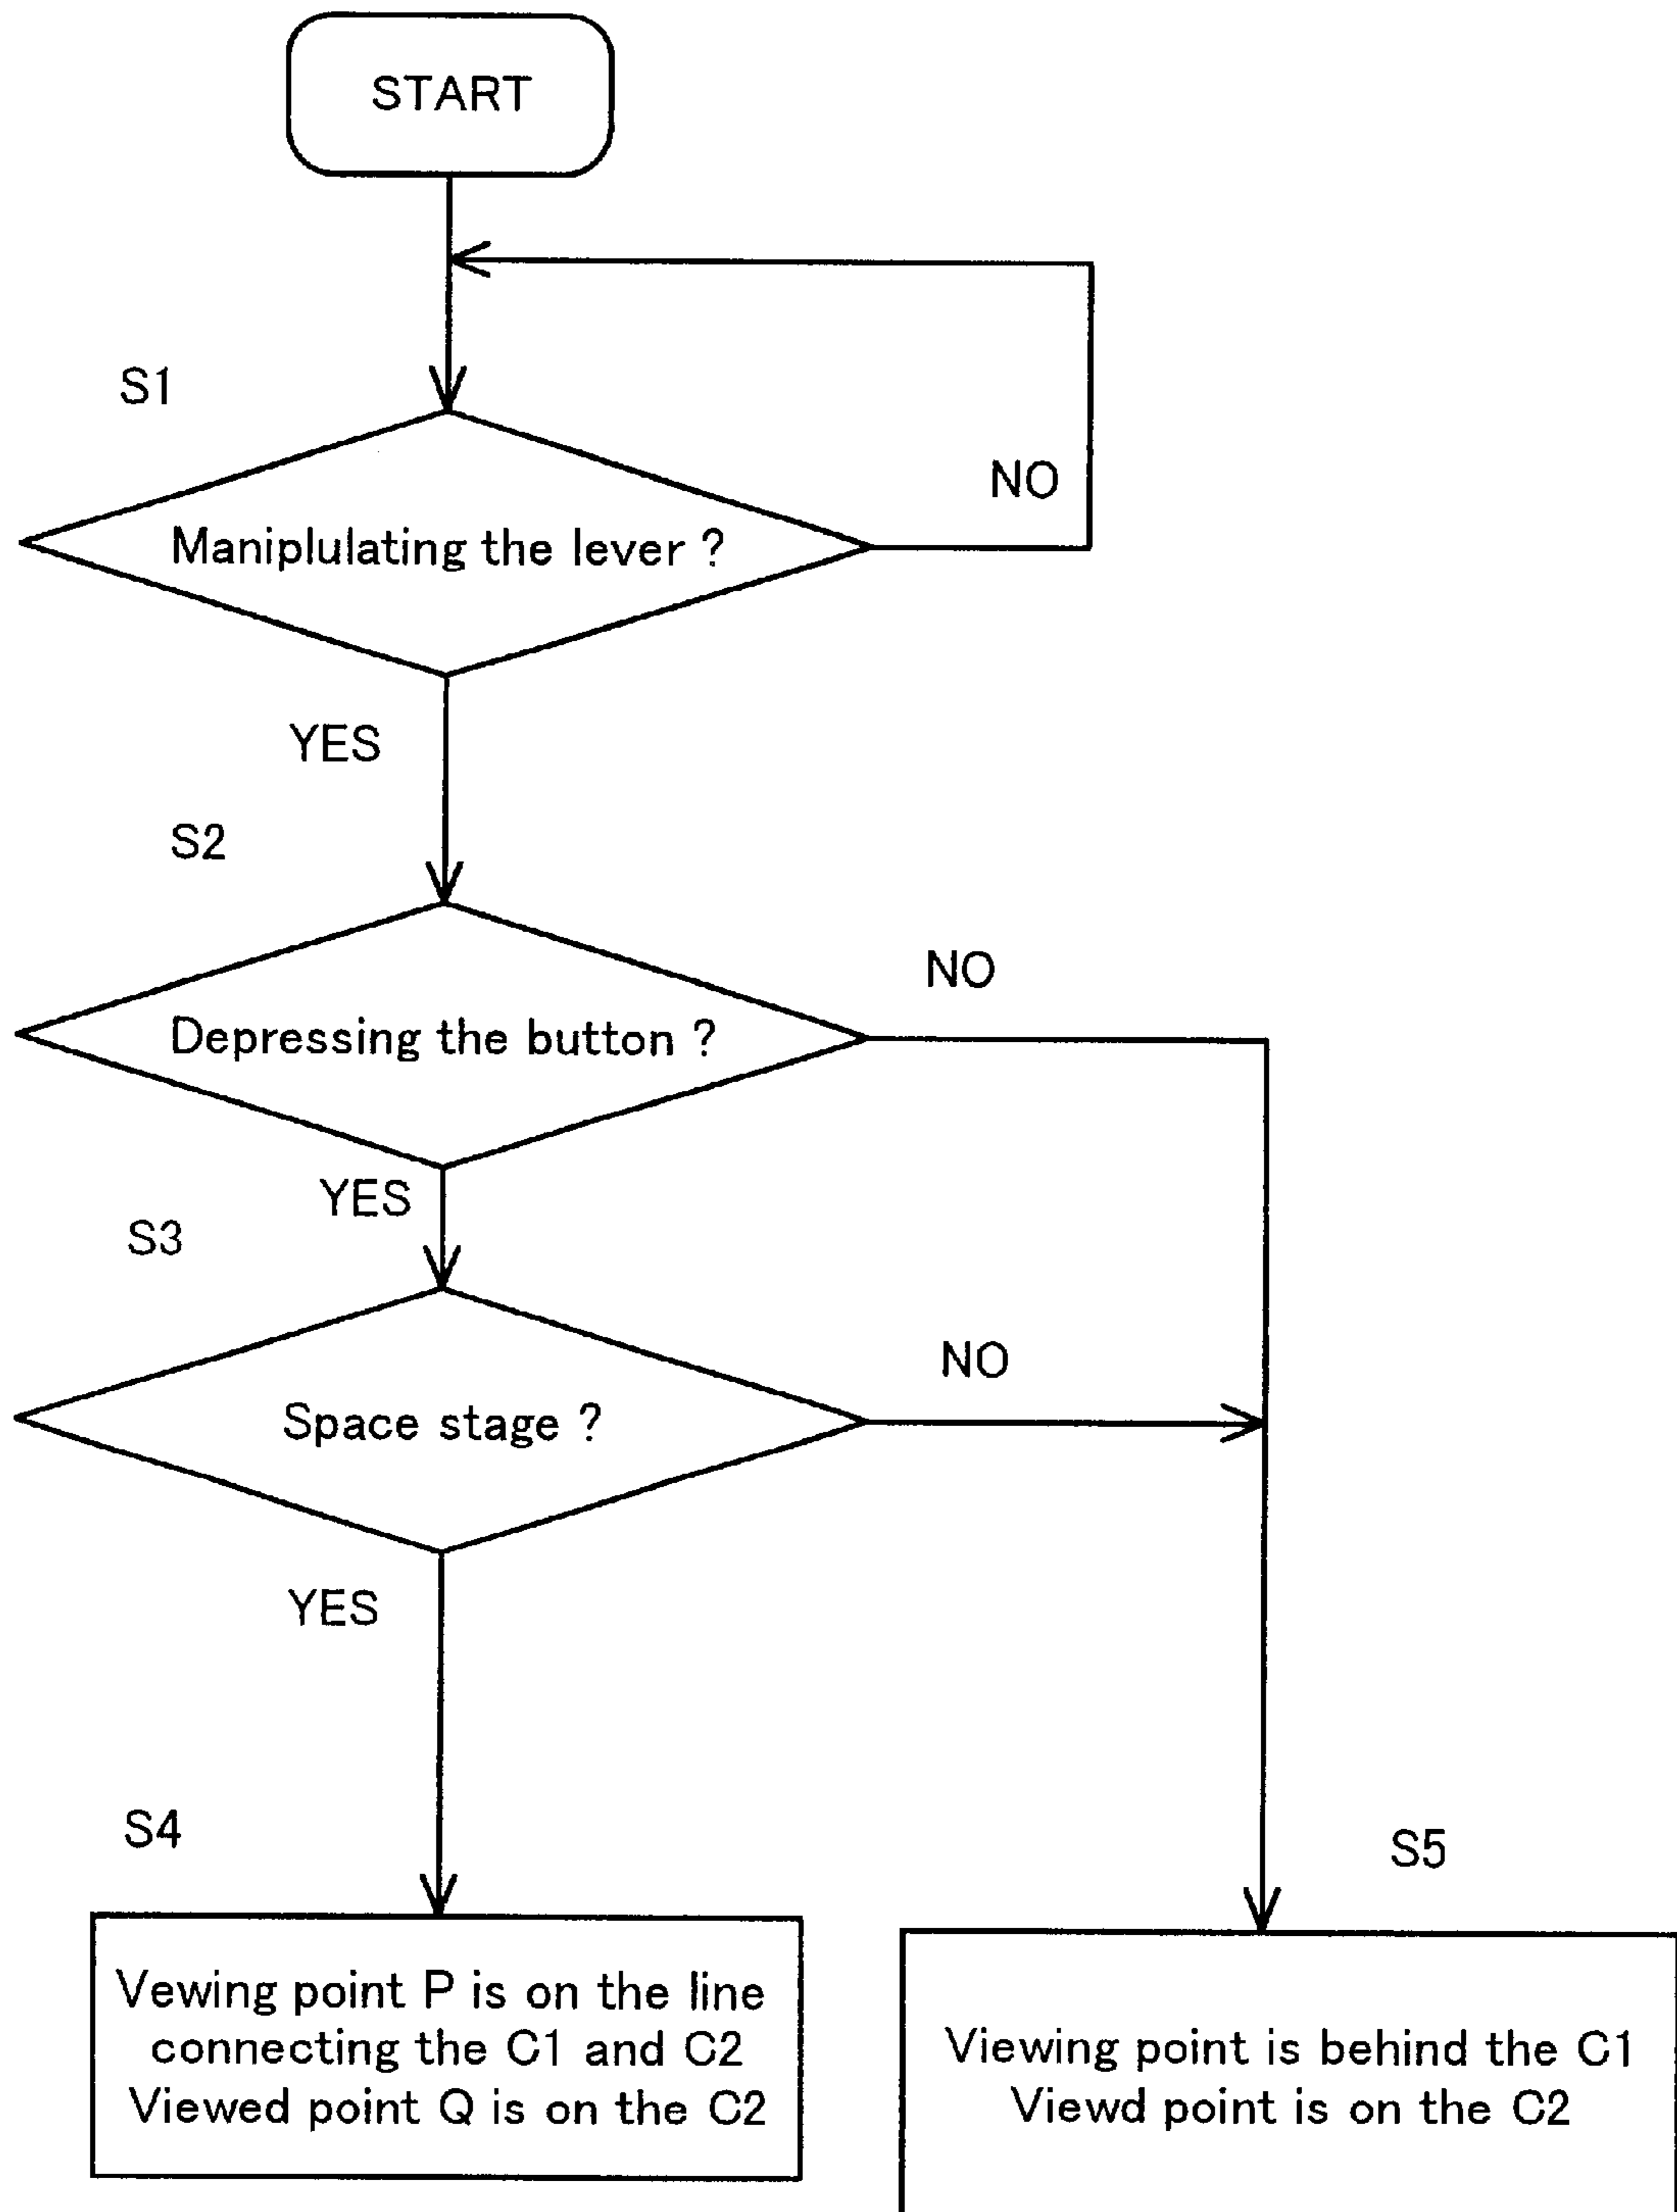 START
S1
NO
Maniplulating the lever ?
YES
S2
NO
Depressing the button ?
YES
S3
NO
Space stage ?
YES
S4
S5
Vewing point P is on the line
connecting the C1 and C2
Viewed point Q is on the C2
Viewing point is behind the C1
Viewd point is on the C2